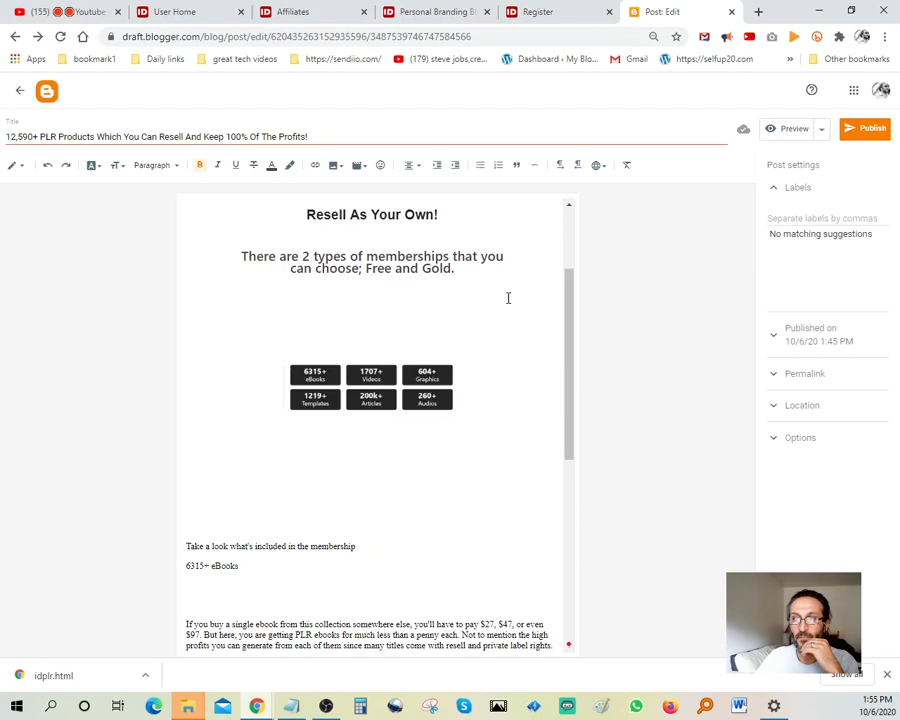 (155) 🔴🔴Youtube
User Home
Affiliates
Personal Branding Bl
Register
Post: Edit
draft.blogger.com/blog/post/edit/620435263152935596/3487539746747584566
Apps
bookmark1
Daily links
great tech videos
https://sendiio.com/
(179) steve jobs,cre...
Dashboard ‹ My Blo...
Gmail
https://selfup20.com
»
Other bookmarks
Title
12,590+ PLR Products Which You Can Resell And Keep 100% Of The Profits!
Preview
Publish
Paragraph
Post settings
Labels
Separate labels by commas
No matching suggestions
Published on
10/6/20 1:45 PM
Permalink
Location
Options
Resell As Your Own!
There are 2 types of memberships that you
can choose; Free and Gold.
6315+
eBooks
1707+
Videos
604+
Graphics
1219+
Templates
200k+
Articles
260+
Audios
Take a look what's included in the membership
6315+ eBooks
If you buy a single ebook from this collection somewhere else, you'll have to pay $27, $47, or even
$97. But here, you are getting PLR ebooks for much less than a penny each. Not to mention the high
profits you can generate from each of them since many titles come with resell and private label rights.
idplr.html
Show all
1:55 PM
10/6/2020